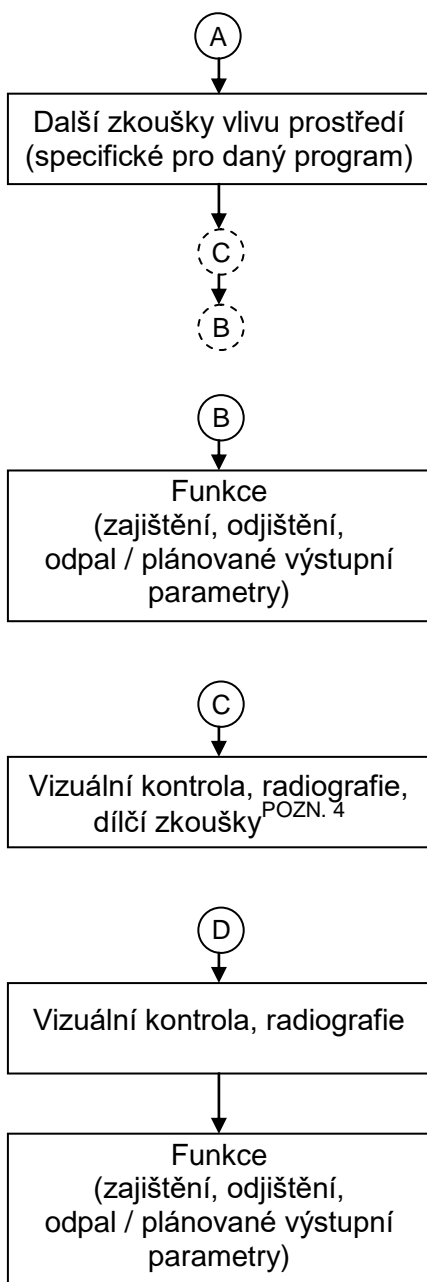 A
Další zkoušky vlivu prostředí
(specifické pro daný program)
C
B
B
Funkce
(zajištění, odjištění,
odpal / plánované výstupní
parametry)
C
Vizuální kontrola, radiografie,
dílčí zkoušky POZN. 4
D
Vizuální kontrola, radiografie
Funkce
(zajištění, odjištění,
odpal / plánované výstupní
parametry)